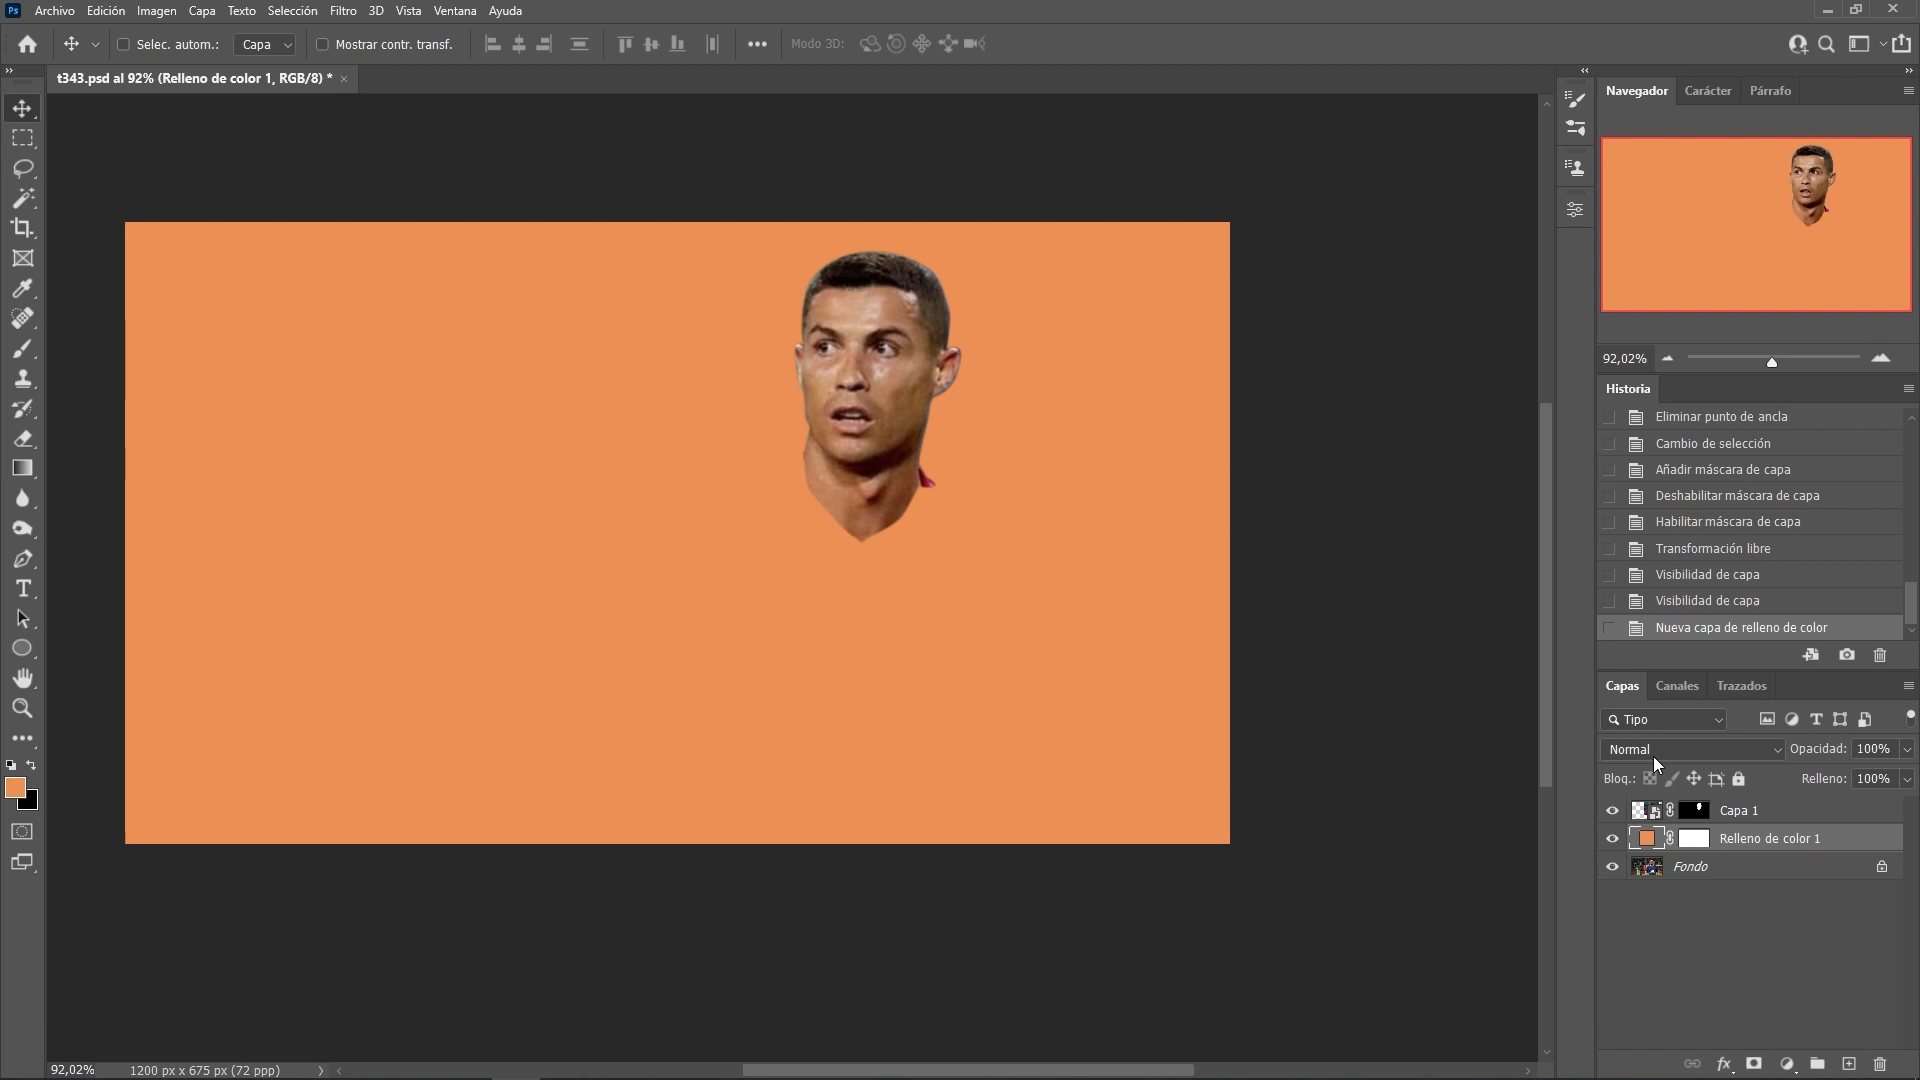 Ps Archivo Edición Imagen Capa Texto Selección Filtro 3D Vista Ventana Ayuda
Selec. autom.: Capa Mostrar contr. transf. Modo 3D:
t343.psd al 92% (Relleno de color 1, RGB/8) *
Navegador Carácter Párrafo
92,02%
Historia
Eliminar punto de ancla
Cambio de selección
Añadir máscara de capa
Deshabilitar máscara de capa
Habilitar máscara de capa
Transformación libre
Visibilidad de capa
Visibilidad de capa
Nueva capa de relleno de color
Capas Canales Trazados
Tipo
Normal Opacidad: 100%
Bloq.: Relleno: 100%
Capa 1
Relleno de color 1
Fondo
92,02% 1200 px x 675 px (72 ppp)